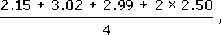 2.15 + 3.02 + 2.99 + 2 × 2.50
4 ,